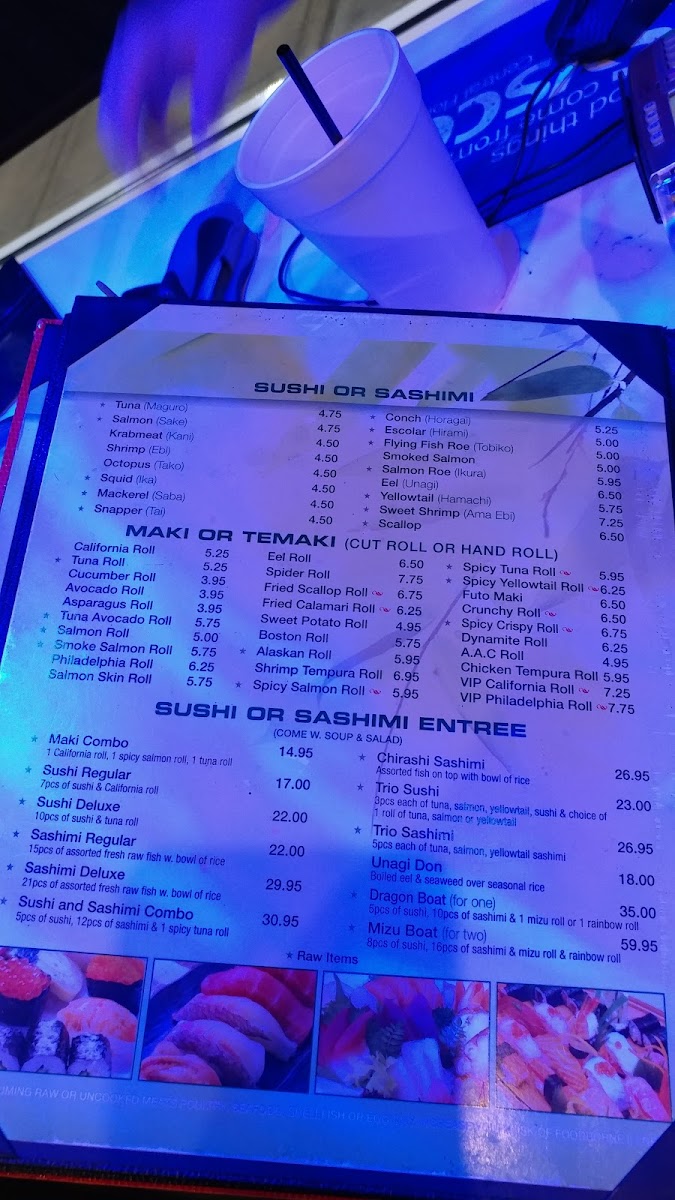 Good things
come from
Sysco
SUSHI OR SASHIMI
* Tuna (Maguro) 4.75
* Salmon (Sake) 4.75
Krabmeat (Kani) 4.50
Shrimp (Ebi) 4.50
Octopus (Tako) 4.50
* Squid (Ika) 4.50
* Mackerel (Saba) 4.50
* Snapper (Tai) 4.50
* Conch (Horagai) 5.25
* Escolar (Hirami) 5.00
* Flying Fish Roe (Tobiko) 5.00
Smoked Salmon 5.00
* Salmon Roe (Ikura) 5.95
Eel (Unagi) 6.50
* Yellowtail (Hamachi) 5.75
* Sweet Shrimp (Ama Ebi) 7.25
* Scallop 6.50
MAKI OR TEMAKI (CUT ROLL OR HAND ROLL)
California Roll 5.25
* Tuna Roll 5.25
Cucumber Roll 3.95
Avocado Roll 3.95
Asparagus Roll 3.95
* Tuna Avocado Roll 5.75
* Salmon Roll 5.00
* Smoke Salmon Roll 5.75
Philadelphia Roll 6.25
Salmon Skin Roll 5.75
Eel Roll 6.50
Spider Roll 7.75
Fried Scallop Roll 6.75
Fried Calamari Roll 6.25
Sweet Potato Roll 4.95
Boston Roll 5.75
* Alaskan Roll 5.95
Shrimp Tempura Roll 6.95
* Spicy Salmon Roll 5.95
* Spicy Tuna Roll 5.95
* Spicy Yellowtail Roll 6.25
Futo Maki 6.50
Crunchy Roll 6.50
* Spicy Crispy Roll 6.75
Dynamite Roll 6.25
A.A.C Roll 4.95
Chicken Tempura Roll 5.95
VIP California Roll 7.25
VIP Philadelphia Roll 7.75
SUSHI OR SASHIMI ENTREE
(COME W. SOUP & SALAD)
* Maki Combo 14.95
1 California roll, 1 spicy salmon roll, 1 tuna roll
* Sushi Regular 17.00
7pcs of sushi & California roll
* Sushi Deluxe 22.00
10pcs of sushi & tuna roll
* Sashimi Regular 22.00
15pcs of assorted fresh raw fish w. bowl of rice
* Sashimi Deluxe 29.95
21pcs of assorted fresh raw fish w. bowl of rice
* Sushi and Sashimi Combo 30.95
5pcs of sushi, 12pcs of sashimi & 1 spicy tuna roll
* Chirashi Sashimi 26.95
Assorted fish on top with bowl of rice
* Trio Sushi 23.00
3pcs each of tuna, salmon, yellowtail, sushi & choice of
1 roll of tuna, salmon or yellowtail
* Trio Sashimi 26.95
5pcs each of tuna, salmon, yellowtail sashimi
Unagi Don 18.00
Boiled eel & seaweed over seasonal rice
* Dragon Boat (for one) 35.00
5pcs of sushi, 10pcs of sashimi & 1 mizu roll or 1 rainbow roll
* Mizu Boat (for two) 59.95
8pcs of sushi, 16pcs of sashimi & mizu roll & rainbow roll
* Raw Items
RAW OR UNCOOKED